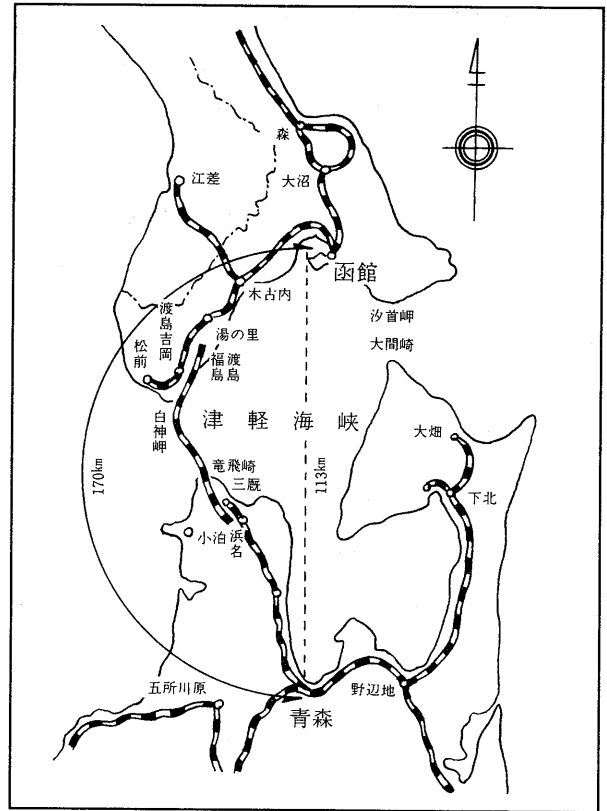 森
大沼
江差
函館
木古内
汐首岬
大間崎
渡島吉岡
松前
湯の里
渡島
福島
白神岬
津軽海峡
大畑
下北
竜飛崎
三厩
小泊
浜名
170km
113km
五所川原
野辺地
青森